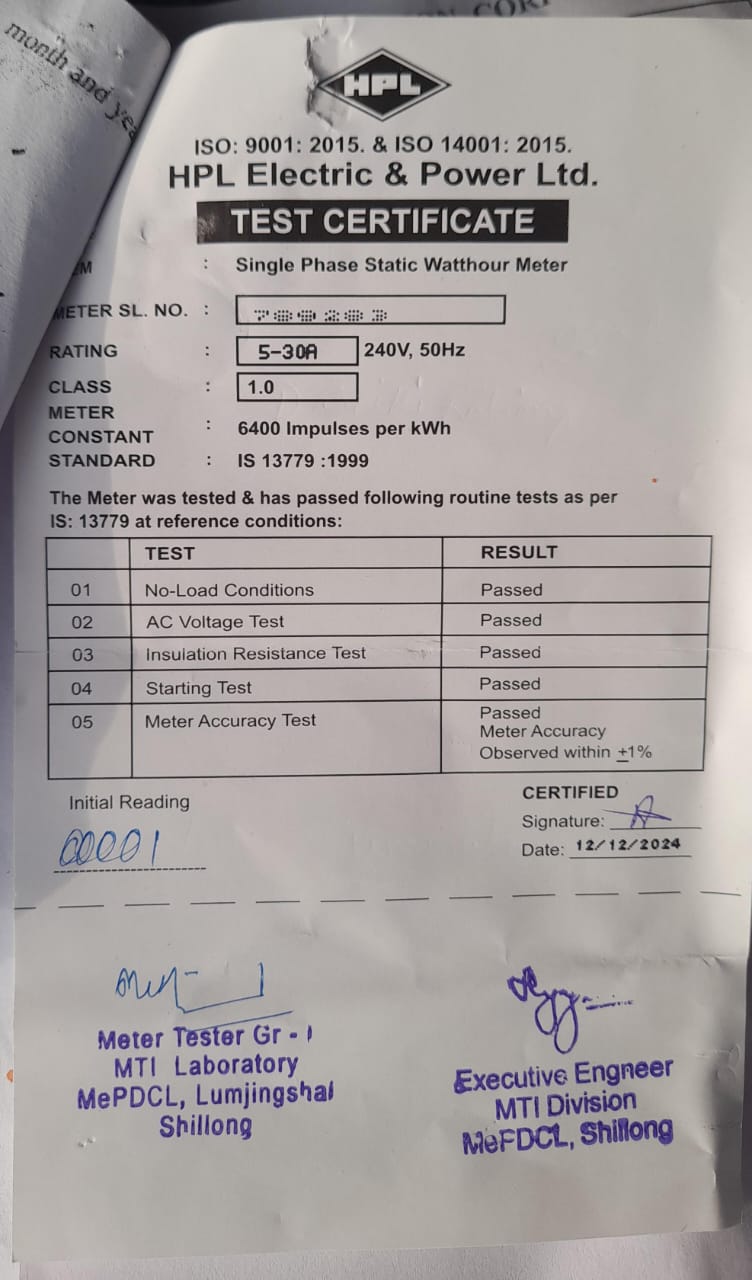 month and yea
HPL
ISO: 9001: 2015. & ISO 14001: 2015.
HPL Electric & Power Ltd.
TEST CERTIFICATE
: Single Phase Static Watthour Meter
METER SL. NO. :
RATING : 5-30A 240V, 50Hz
CLASS : 1.0
METER
CONSTANT : 6400 Impulses per kWh
STANDARD : IS 13779 :1999
The Meter was tested & has passed following routine tests as per
IS: 13779 at reference conditions:
TEST RESULT
01 No-Load Conditions Passed
02 AC Voltage Test Passed
03 Insulation Resistance Test Passed
04 Starting Test Passed
05 Meter Accuracy Test Passed
Meter Accuracy
Observed within ±1%
Initial Reading
00001
CERTIFIED
Signature:
Date: 12/12/2024
Meter Tester Gr - I
MTI Laboratory
MePDCL, Lumjingshai
Shillong
Executive Engneer
MTI Division
MePDCL, Shillong